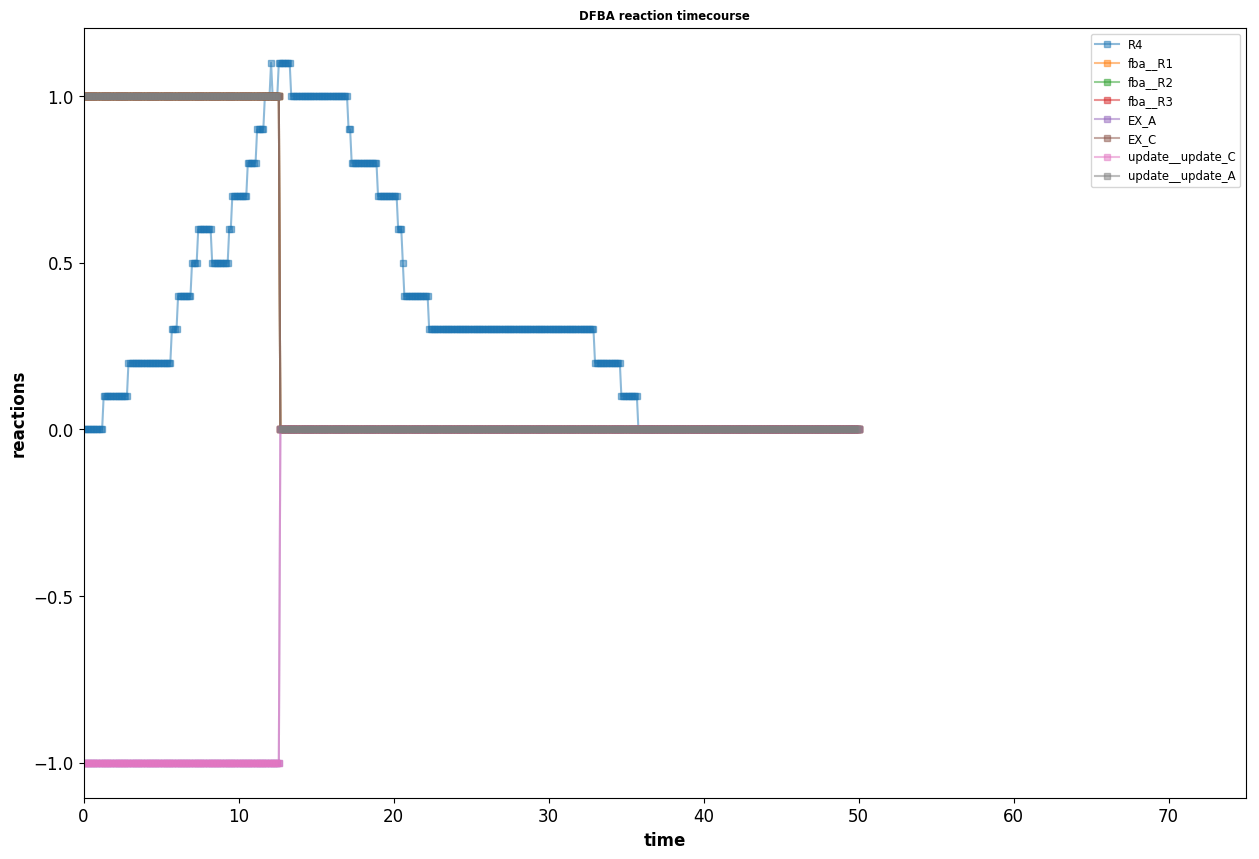 DFBA reaction timecourse
R4
fba__R1
fba__R2
fba__R3
EX_A
EX_C
update__update_C
update__update_A
1.0
0.5
0.0
−0.5
−1.0
reactions
0 10 20 30 40 50 60 70
time